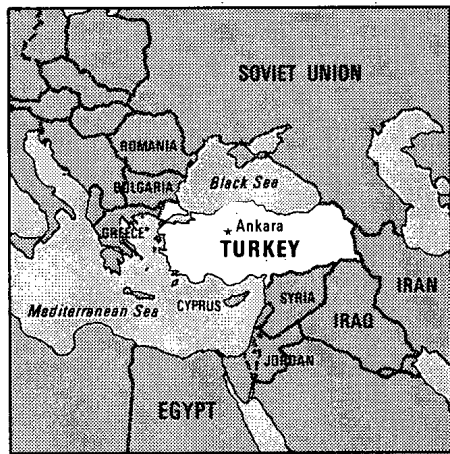 SOVIET UNION
ROMANIA
BULGARIA
Black Sea
GREECE
Ankara
TURKEY
Mediterranean Sea
CYPRUS
SYRIA
IRAQ
IRAN
JORDAN
EGYPT